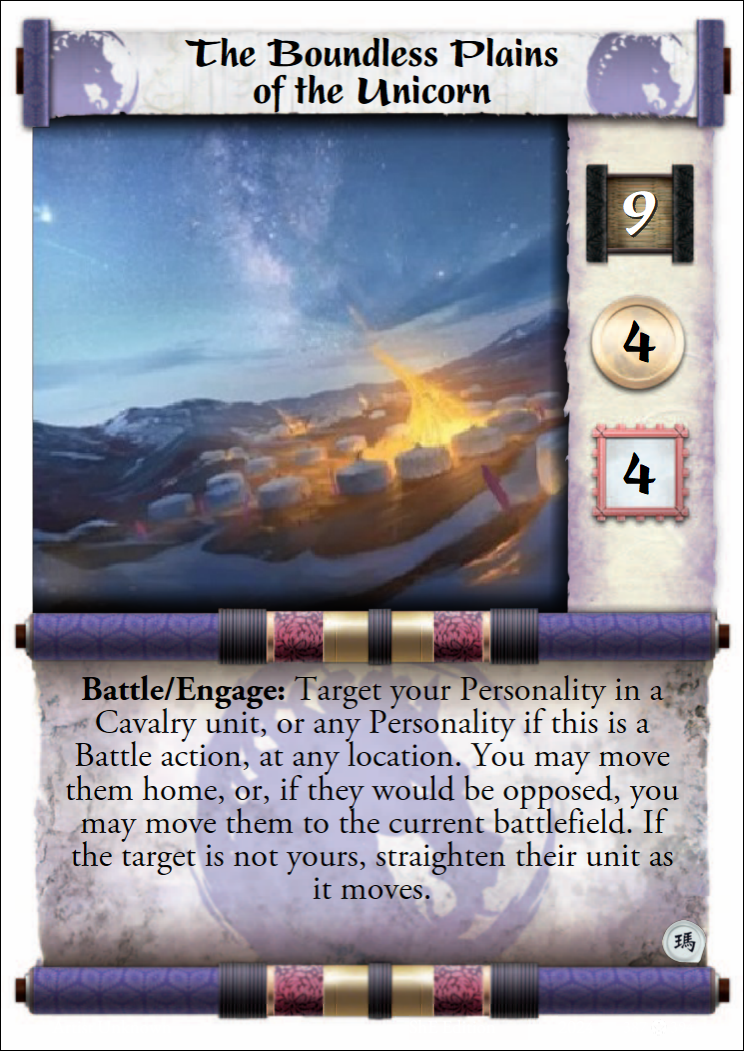 The Boundless Plains
of the Unicorn
9
4
4
Battle/Engage: Target your Personality in a
Cavalry unit, or any Personality if this is a
Battle action, at any location. You may move
them home, or, if they would be opposed, you
may move them to the current battlefield. If
the target is not yours, straighten their unit as
it moves.
瑪